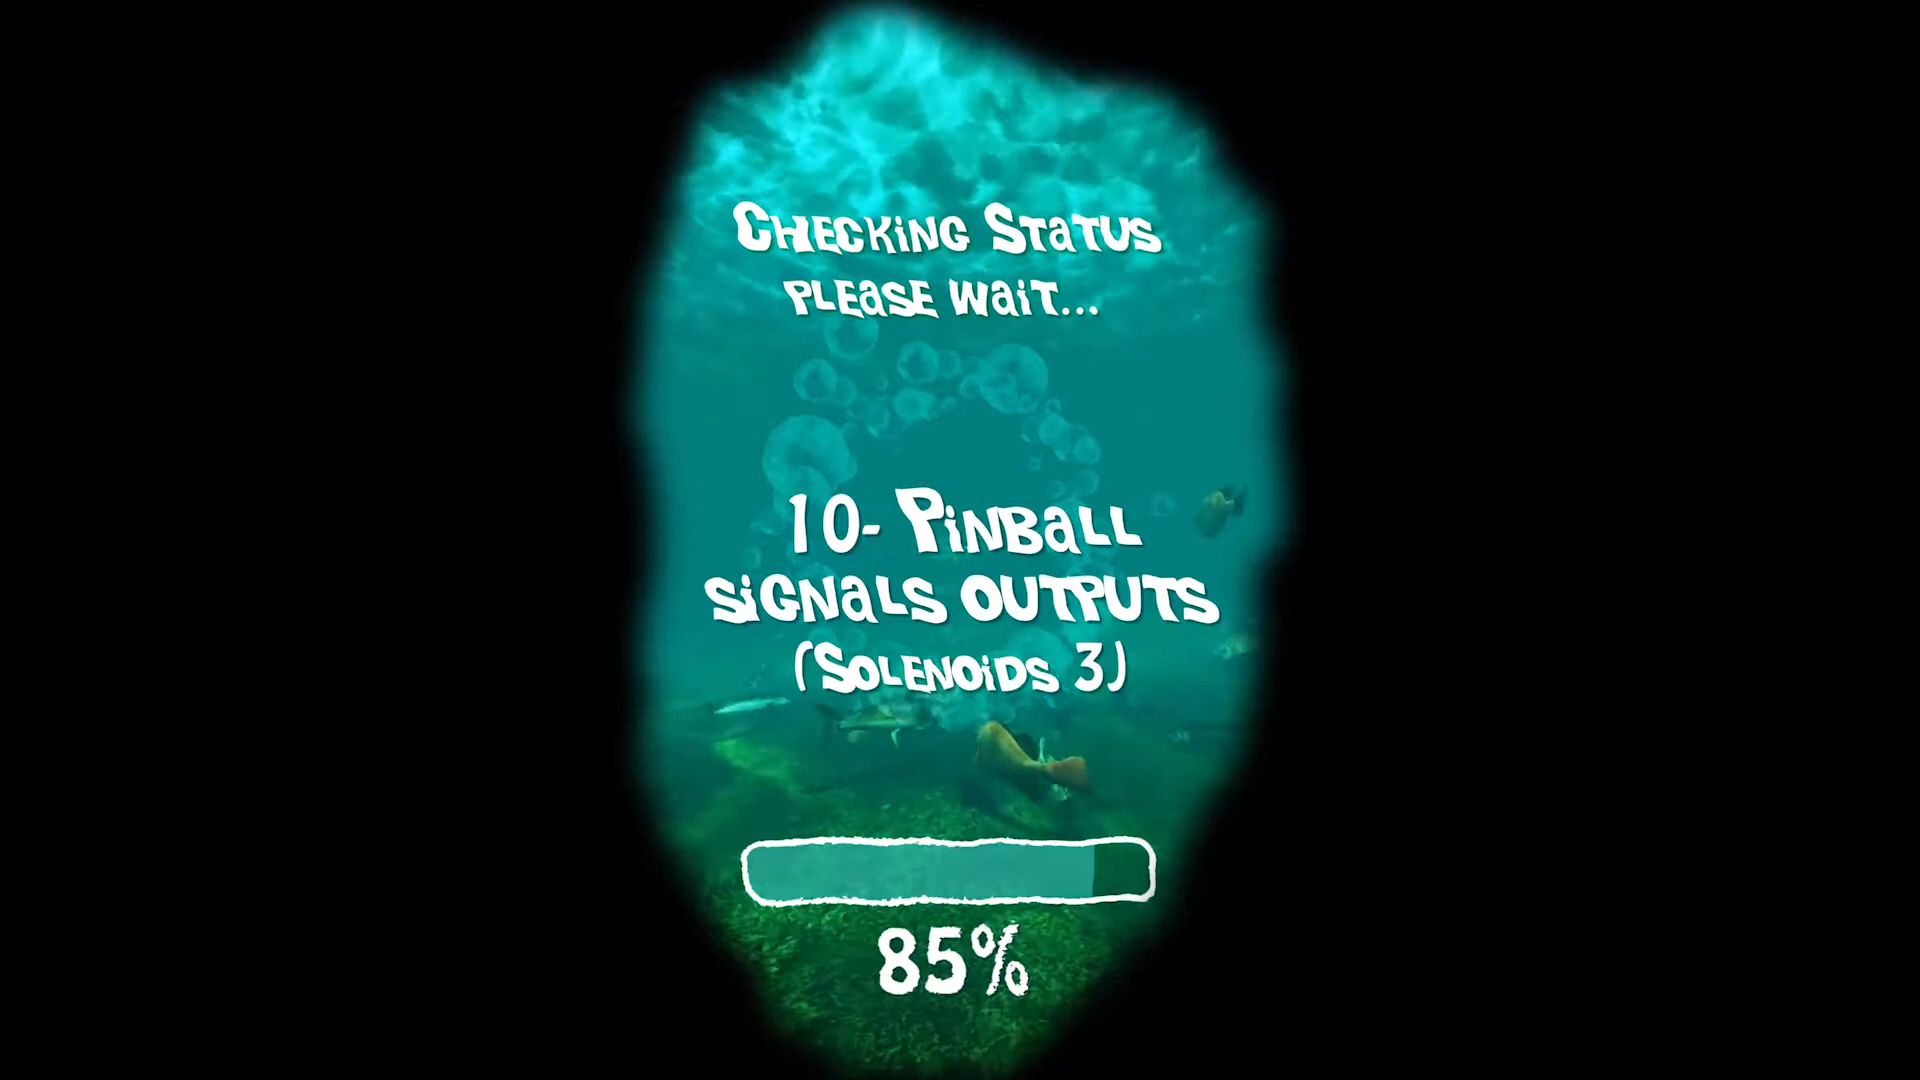 Checking Status
please wait...
10- Pinball
signals outputs
(Solenoids 3)
85%